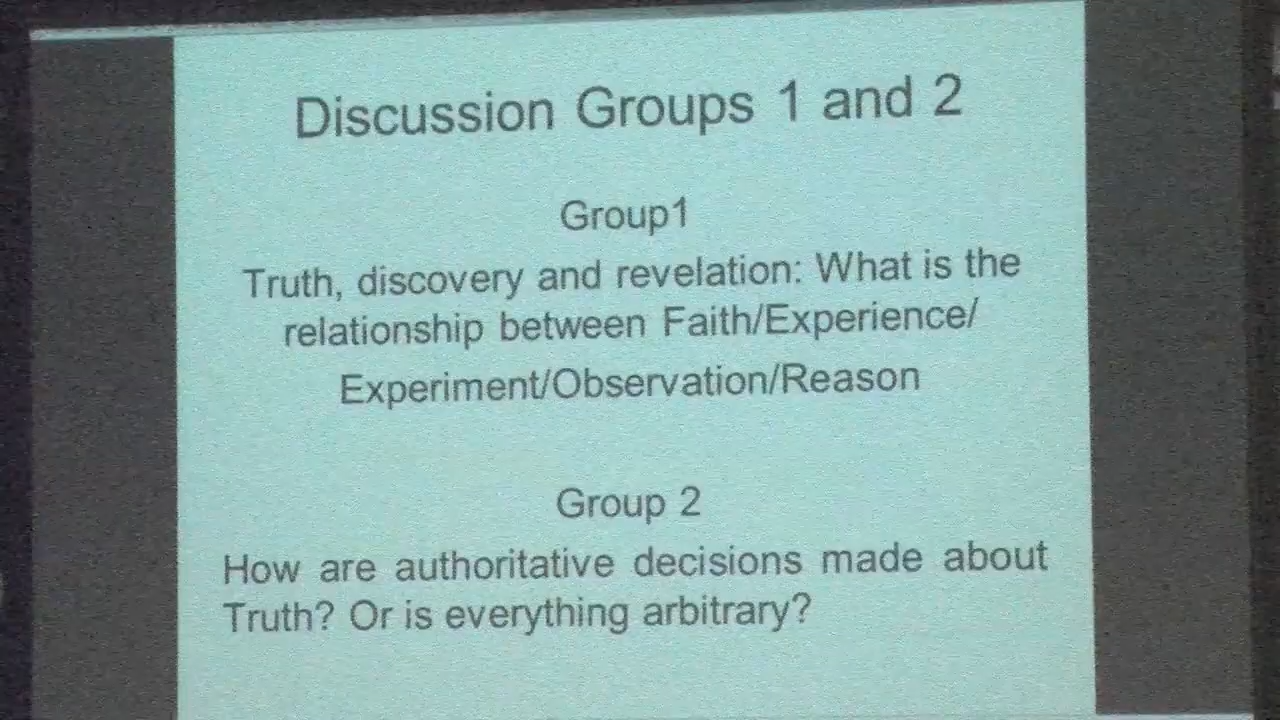 Discussion Groups 1 and 2
Group1
Truth, discovery and revelation: What is the
relationship between Faith/Experience/
Experiment/Observation/Reason
Group 2
How are authoritative decisions made about
Truth? Or is everything arbitrary?